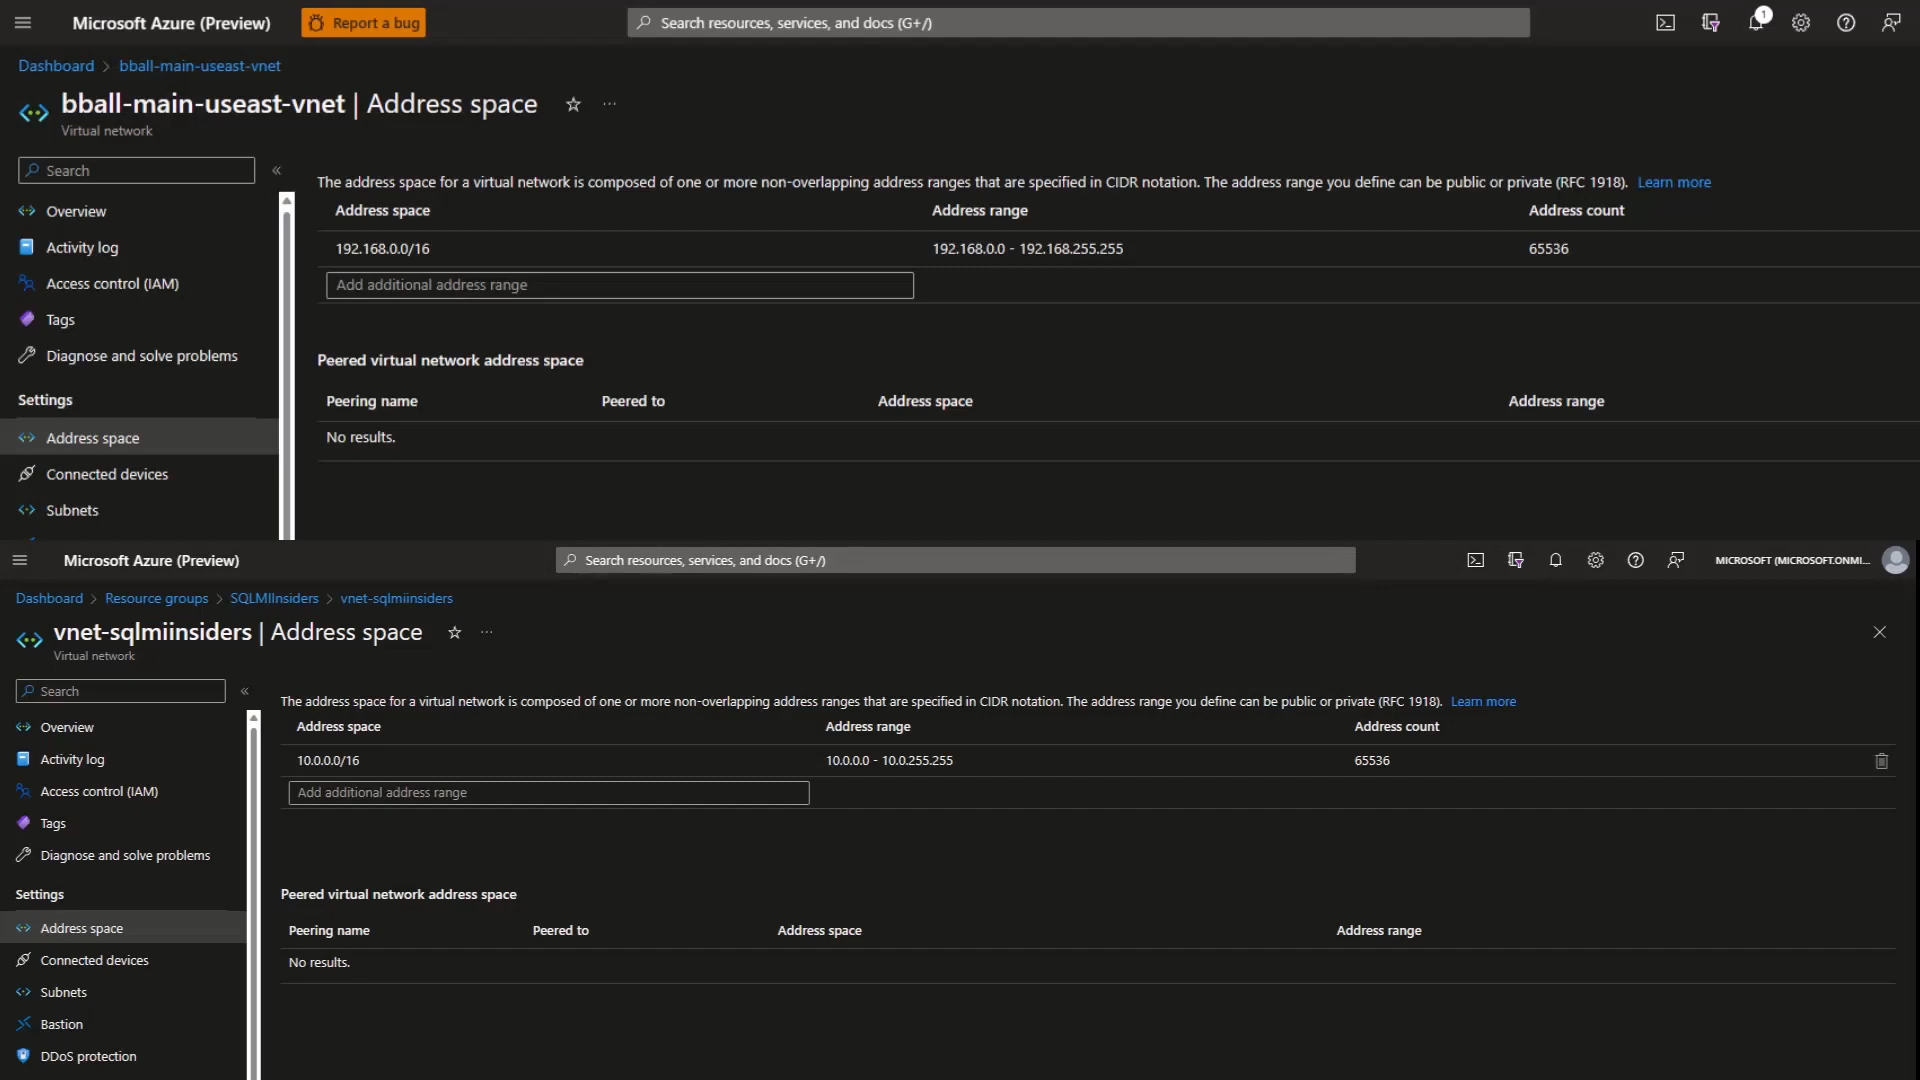 Microsoft Azure (Preview)
Report a bug
Search resources, services, and docs (G+/)
1
Dashboard > bball-main-useast-vnet
bball-main-useast-vnet | Address space
Virtual network
Search
Overview
Activity log
Access control (IAM)
Tags
Diagnose and solve problems
Settings
Address space
Connected devices
Subnets
The address space for a virtual network is composed of one or more non-overlapping address ranges that are specified in CIDR notation. The address range you define can be public or private (RFC 1918). Learn more
Address space Address range Address count
192.168.0.0/16 192.168.0.0 - 192.168.255.255 65536
Add additional address range
Peered virtual network address space
Peering name Peered to Address space Address range
No results.
Microsoft Azure (Preview)
Search resources, services, and docs (G+/)
MICROSOFT (MICROSOFT.ONMI...
Dashboard > Resource groups > SQLMIInsiders > vnet-sqlmiinsiders
vnet-sqlmiinsiders | Address space
Virtual network
Search
Overview
Activity log
Access control (IAM)
Tags
Diagnose and solve problems
Settings
Address space
Connected devices
Subnets
Bastion
DDoS protection
The address space for a virtual network is composed of one or more non-overlapping address ranges that are specified in CIDR notation. The address range you define can be public or private (RFC 1918). Learn more
Address space Address range Address count
10.0.0.0/16 10.0.0.0 - 10.0.255.255 65536
Add additional address range
Peered virtual network address space
Peering name Peered to Address space Address range
No results.